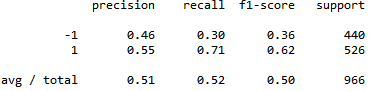 precision recall f1-score support
-1 0.46 0.30 0.36 440
1 0.55 0.71 0.62 526
avg / total 0.51 0.52 0.50 966